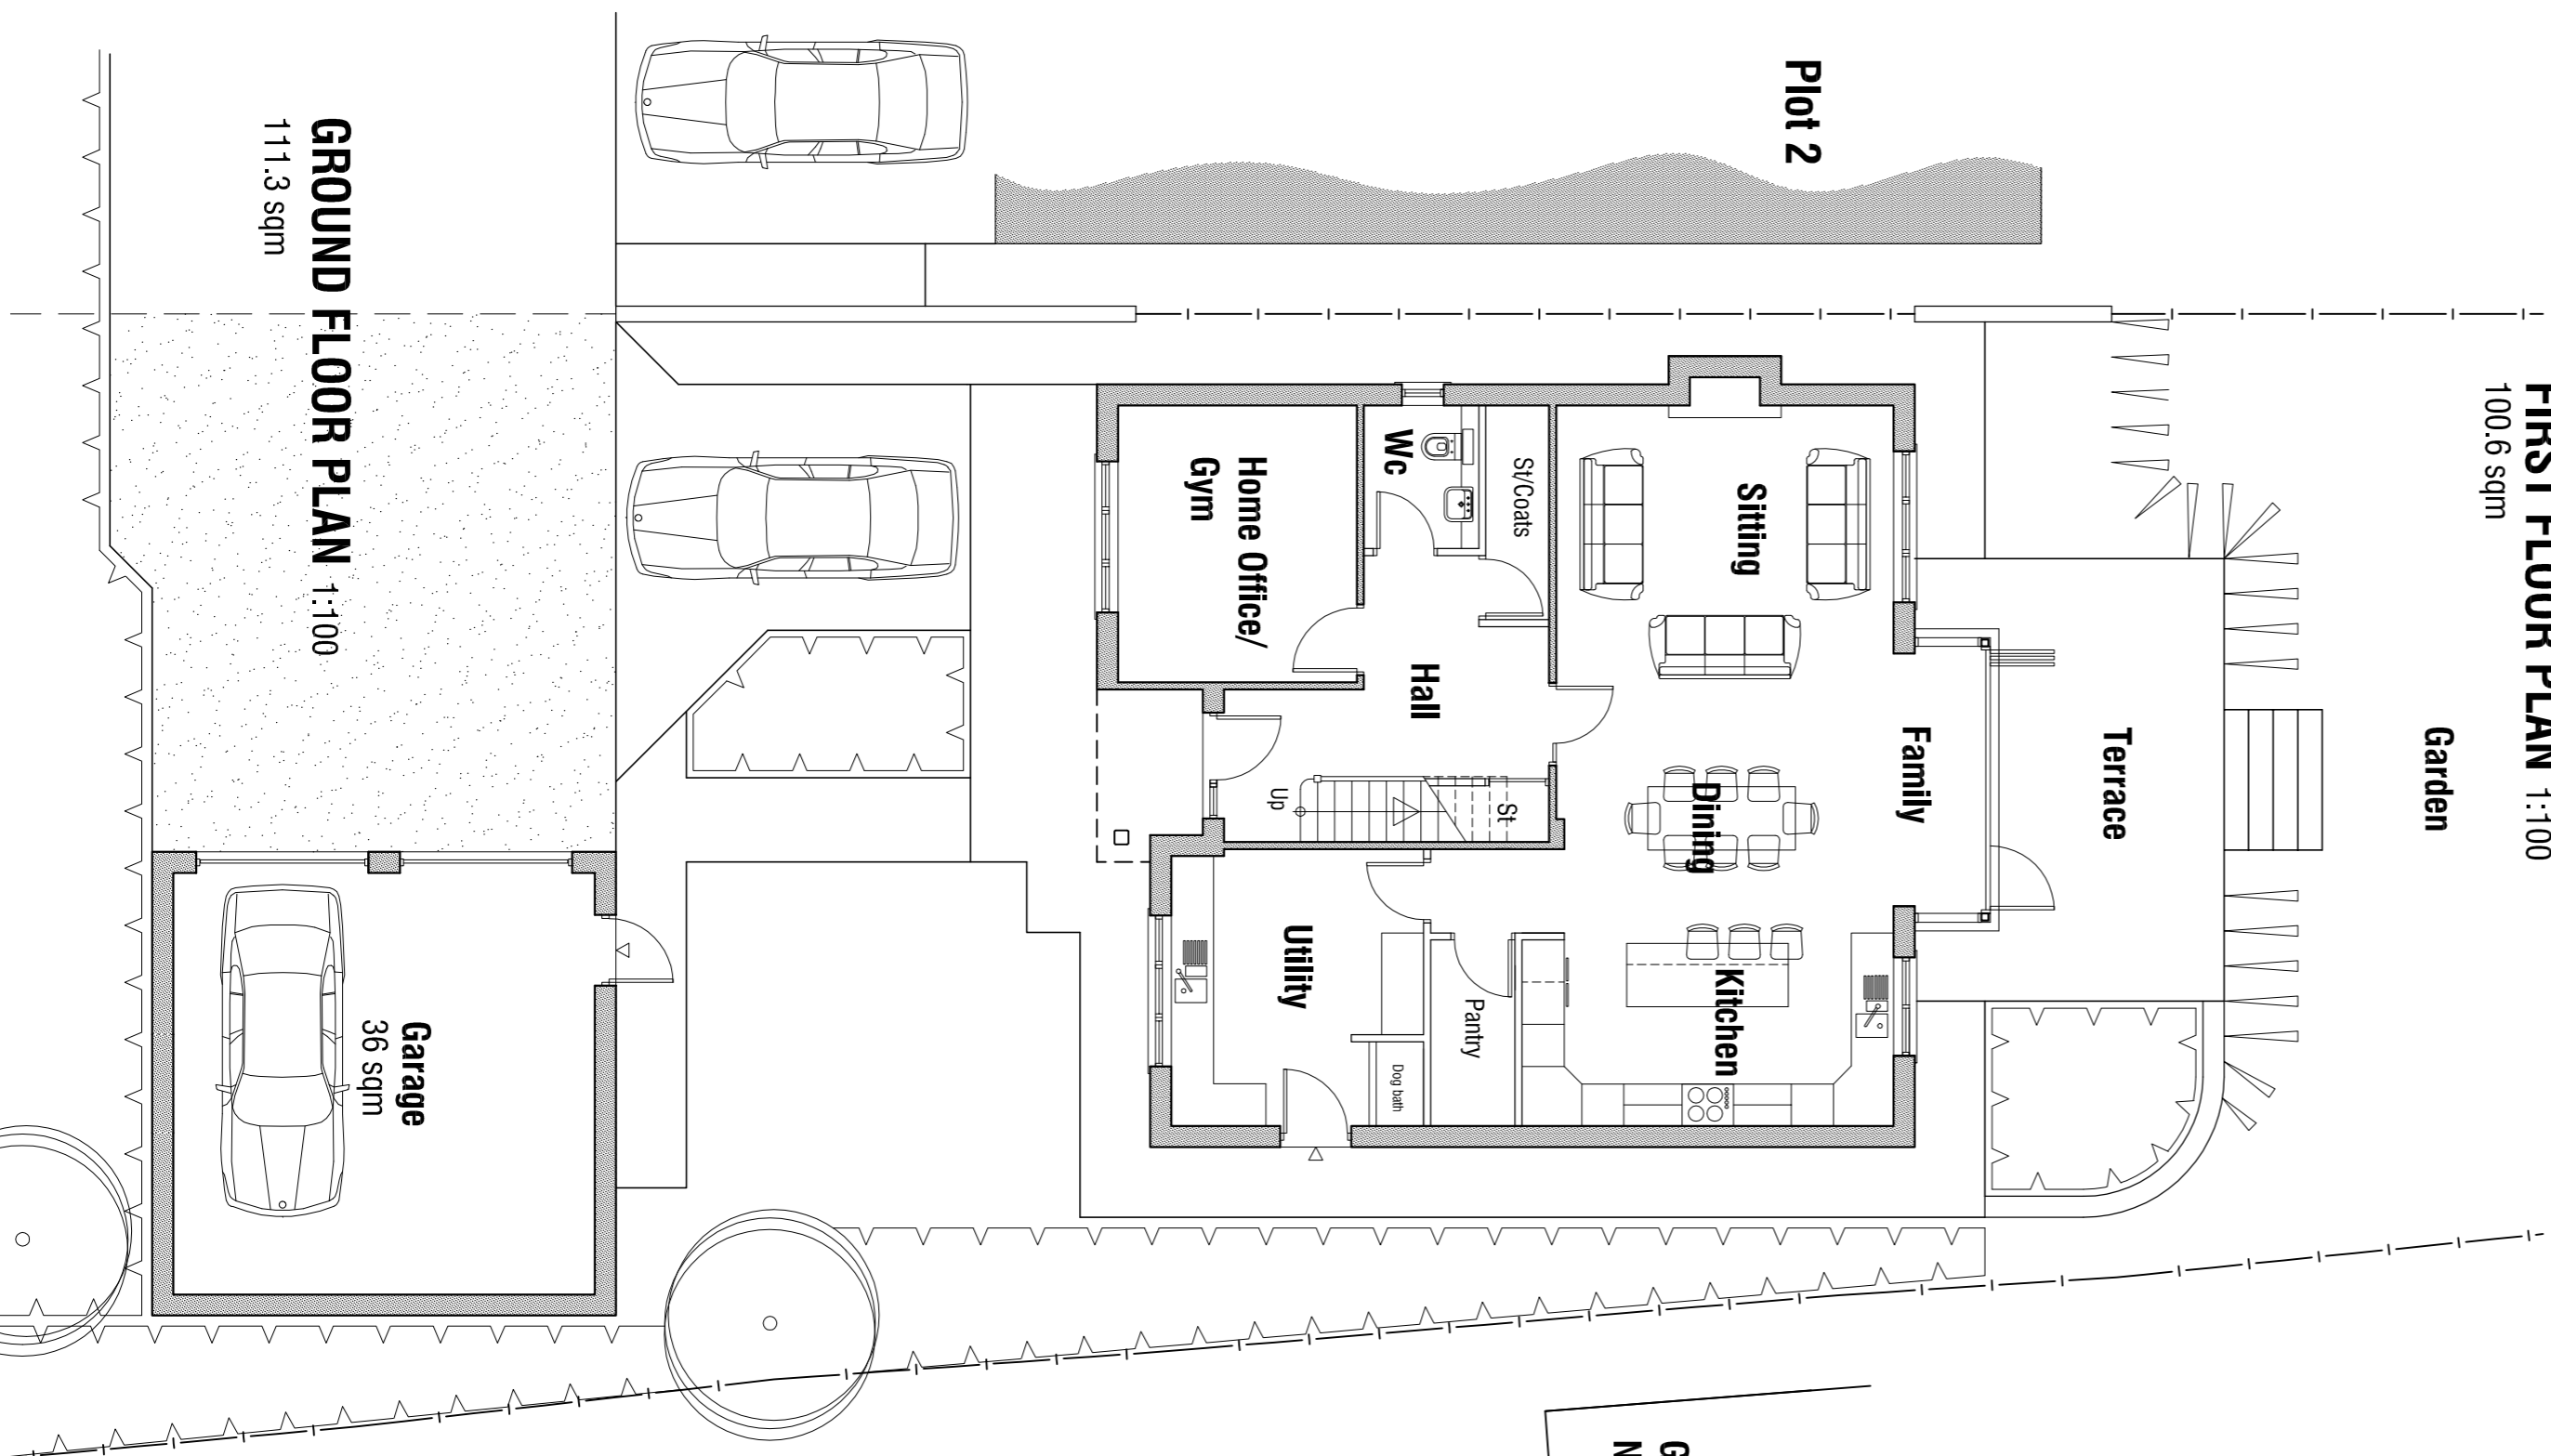 FIRST FLOOR PLAN 1:100
100.6 sqm
Garden
Terrace
Family
Plot 2
Sitting
Dining
Kitchen
St/Coats
St
Pantry
Hall
Wc
Dog bath
Utility
Up
Home Office/
Gym
Garage
36 sqm
GROUND FLOOR PLAN 1:100
111.3 sqm